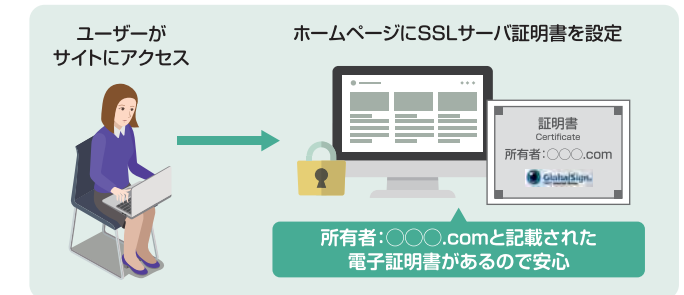 ユーザーが
サイトにアクセス
ホームページにSSLサーバ証明書を設定
証明書
Certificate
所有者:◯◯◯.com
GlobalSign.
所有者:◯◯◯.comと記載された
電子証明書があるので安心